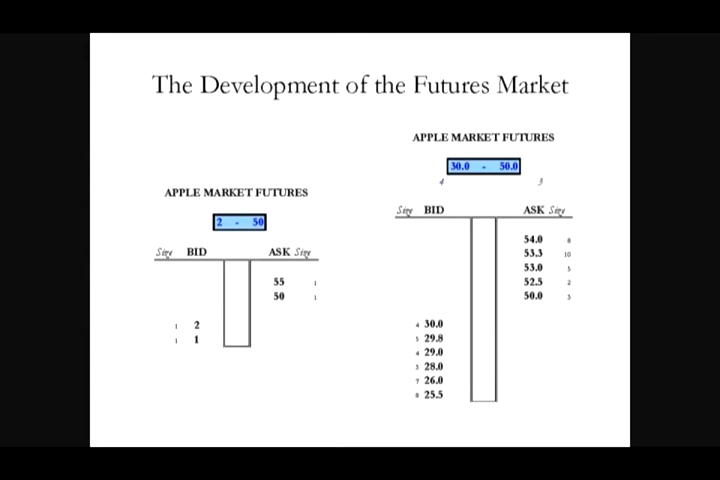 The Development of the Futures Market
APPLE MARKET FUTURES
2 - 50
Size BID ASK Size
55 1
50 1
1 2
1 1
APPLE MARKET FUTURES
30.0 - 50.0
4 3
Size BID ASK Size
54.0 8
53.3 10
53.0 5
52.5 2
50.0 3
4 30.0
5 29.8
4 29.0
3 28.0
7 26.0
8 25.5